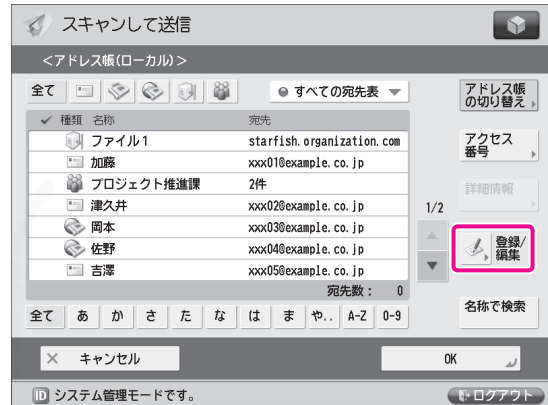 スキャンして送信
<アドレス帳(ローカル)>
全て
すべての宛先表
アドレス帳
の切り替え
種類 名称 宛先
ファイル1 starfish.organization.com
加藤 xxx01@example.co.jp
プロジェクト推進課 2件
津久井 xxx02@example.co.jp
岡本 xxx03@example.co.jp
佐野 xxx04@example.co.jp
吉澤 xxx05@example.co.jp
アクセス
番号
詳細情報
1/2
登録/
編集
宛先数: 0
名称で検索
全て あ か さ た な は ま や.. A-Z 0-9
キャンセル
OK
ID システム管理モードです。
ログアウト